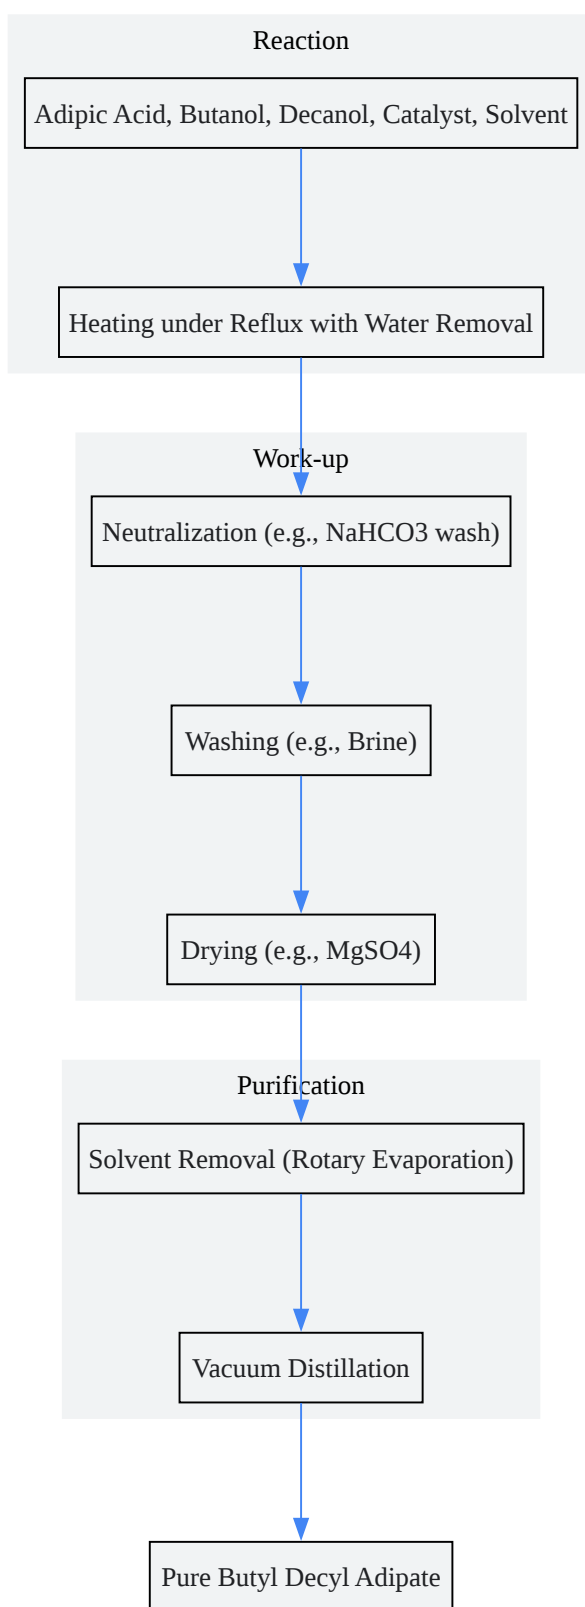 Reaction
Adipic Acid, Butanol, Decanol, Catalyst, Solvent
Heating under Reflux with Water Removal
Work-up
Neutralization (e.g., NaHCO3 wash)
Washing (e.g., Brine)
Drying (e.g., MgSO4)
Purification
Solvent Removal (Rotary Evaporation)
Vacuum Distillation
Pure Butyl Decyl Adipate